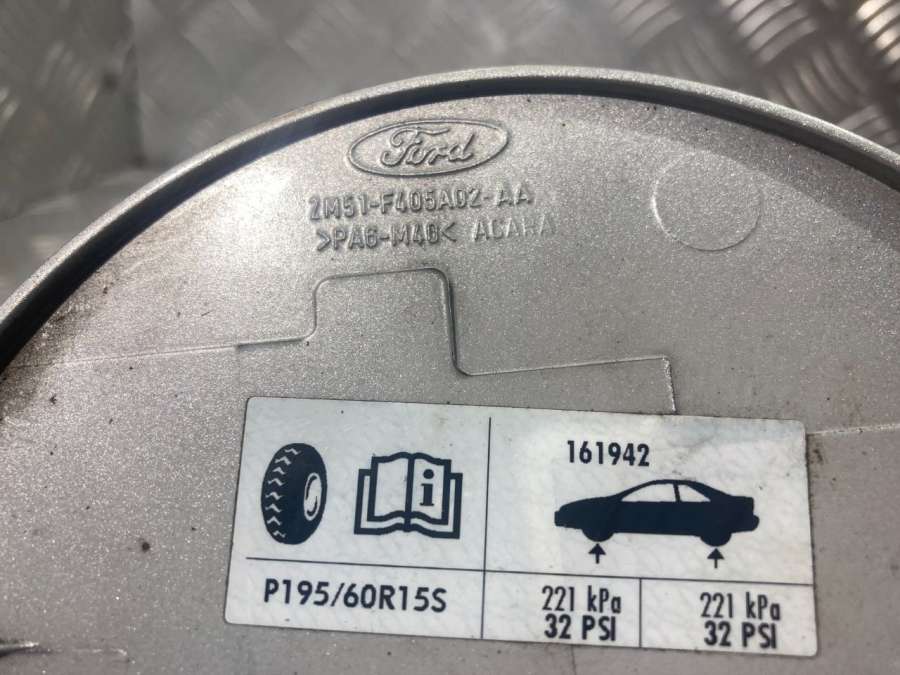 Ford
2M51-F405A02-AA
>PA6-M40<
161942
P195/60R15S
221 kPa
32 PSI
221 kPa
32 PSI